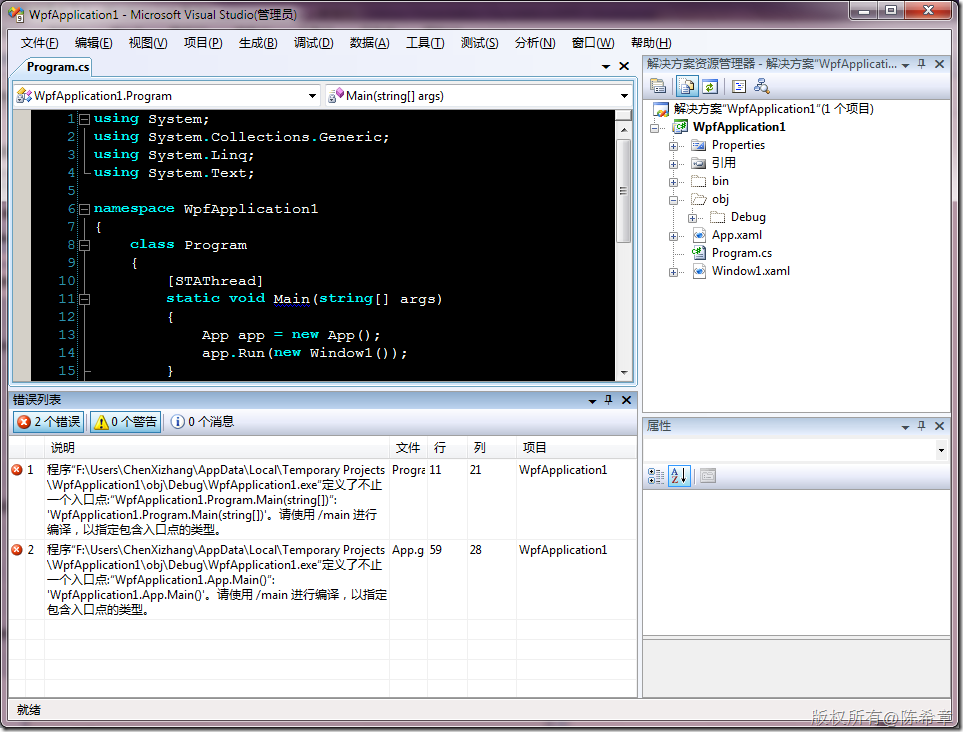 WpfApplication1 - Microsoft Visual Studio(管理员)
文件(F) 编辑(E) 视图(V) 项目(P) 生成(B) 调试(D) 数据(A) 工具(T) 测试(S) 分析(N) 窗口(W) 帮助(H)
Program.cs
WpfApplication1.Program Main(string[] args)
1 using System;
2 using System.Collections.Generic;
3 using System.Linq;
4 using System.Text;
5
6 namespace WpfApplication1
7 {
8 class Program
9 {
10 [STAThread]
11 static void Main(string[] args)
12 {
13 App app = new App();
14 app.Run(new Window1());
15 }
错误列表
2 个错误 0 个警告 0 个消息
说明 文件 行 列 项目
1 程序"F:\Users\ChenXizhang\AppData\Local\Temporary Projects Progra 11 21 WpfApplication1
\WpfApplication1\obj\Debug\WpfApplication1.exe"定义了不止
一个入口点:"WpfApplication1.Program.Main(string[])":
'WpfApplication1.Program.Main(string[])'。请使用 /main 进行
编译，以指定包含入口点的类型。
2 程序"F:\Users\ChenXizhang\AppData\Local\Temporary Projects App.g 59 28 WpfApplication1
\WpfApplication1\obj\Debug\WpfApplication1.exe"定义了不止
一个入口点:"WpfApplication1.App.Main()":
'WpfApplication1.App.Main()'。请使用 /main 进行编译，以指定
包含入口点的类型。
就绪
解决方案资源管理器 - 解决方案"WpfApplicati...
解决方案"WpfApplication1"(1 个项目)
WpfApplication1
Properties
引用
bin
obj
Debug
App.xaml
Program.cs
Window1.xaml
属性
版权所有@陈希章